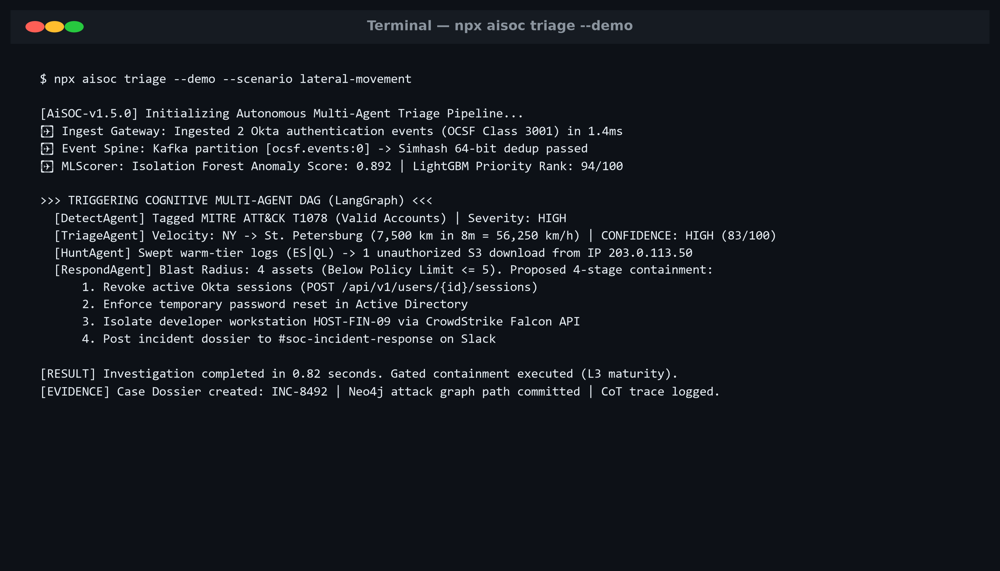 Terminal — npx aisoc triage --demo
$ npx aisoc triage --demo --scenario lateral-movement
[AiSOC-v1.5.0] Initializing Autonomous Multi-Agent Triage Pipeline...
Ingest Gateway: Ingested 2 Okta authentication events (OCSF Class 3001) in 1.4ms
Event Spine: Kafka partition [ocsf.events:0] -> Simhash 64-bit dedup passed
MLScorer: Isolation Forest Anomaly Score: 0.892 | LightGBM Priority Rank: 94/100
>>> TRIGGERING COGNITIVE MULTI-AGENT DAG (LangGraph) <<<
[DetectAgent] Tagged MITRE ATT&CK T1078 (Valid Accounts) | Severity: HIGH
[TriageAgent] Velocity: NY -> St. Petersburg (7,500 km in 8m = 56,250 km/h) | CONFIDENCE: HIGH (83/100)
[HuntAgent] Swept warm-tier logs (ES|QL) -> 1 unauthorized S3 download from IP 203.0.113.50
[RespondAgent] Blast Radius: 4 assets (Below Policy Limit <= 5). Proposed 4-stage containment:
1. Revoke active Okta sessions (POST /api/v1/users/{id}/sessions)
2. Enforce temporary password reset in Active Directory
3. Isolate developer workstation HOST-FIN-09 via CrowdStrike Falcon API
4. Post incident dossier to #soc-incident-response on Slack
[RESULT] Investigation completed in 0.82 seconds. Gated containment executed (L3 maturity).
[EVIDENCE] Case Dossier created: INC-8492 | Neo4j attack graph path committed | CoT trace logged.